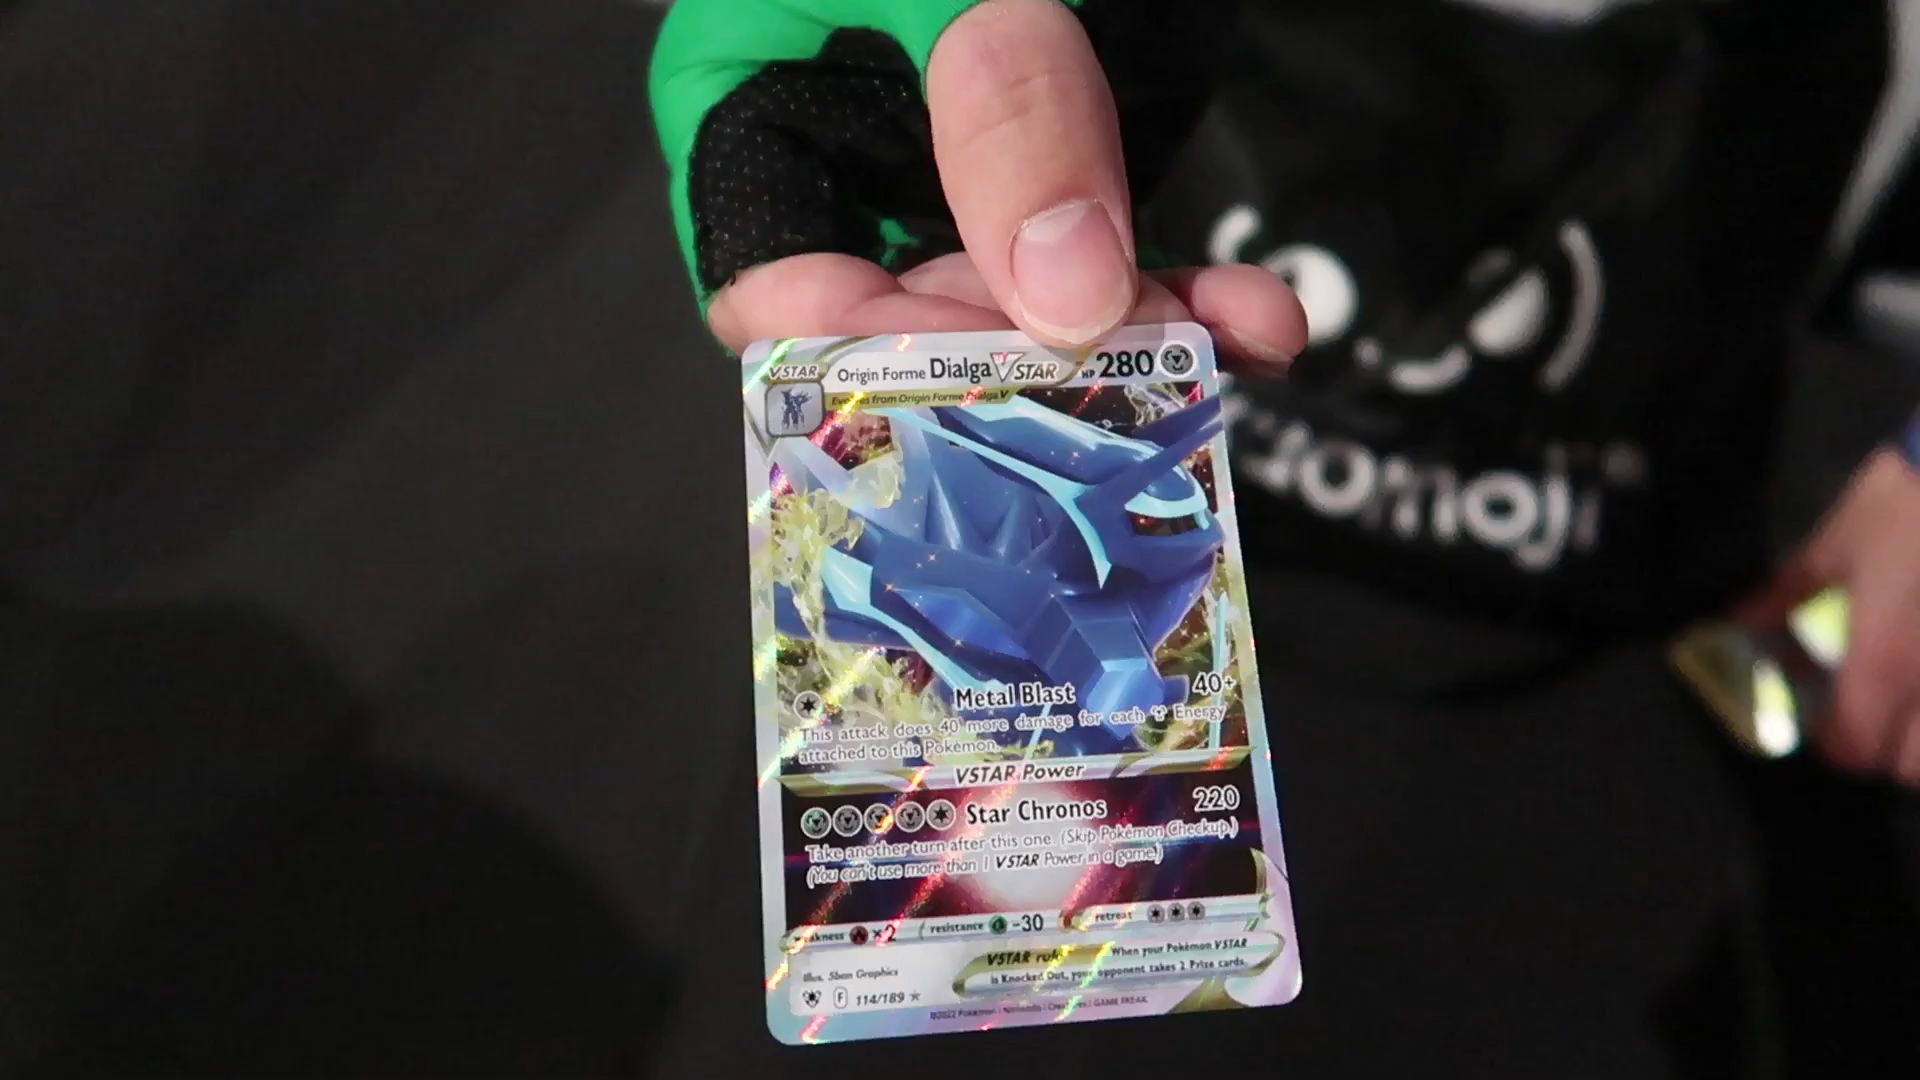 VSTAR Origin Forme Dialga VSTAR HP 280
Evolves from Origin Forme Dialga V
Metal Blast 40+
This attack does 40 more damage for each Energy
attached to this Pokémon.
VSTAR Power
Star Chronos 220
Take another turn after this one. (Skip Pokémon Checkup.)
(You can't use more than 1 VSTAR Power in a game.)
weakness ×2 resistance -30 retreat
VSTAR rule When your Pokémon VSTAR
is Knocked Out, your opponent takes 2 Prize cards.
Illus. 5ban Graphics
F 114/189 ★
©2022 Pokémon / Nintendo / Creatures / GAME FREAK